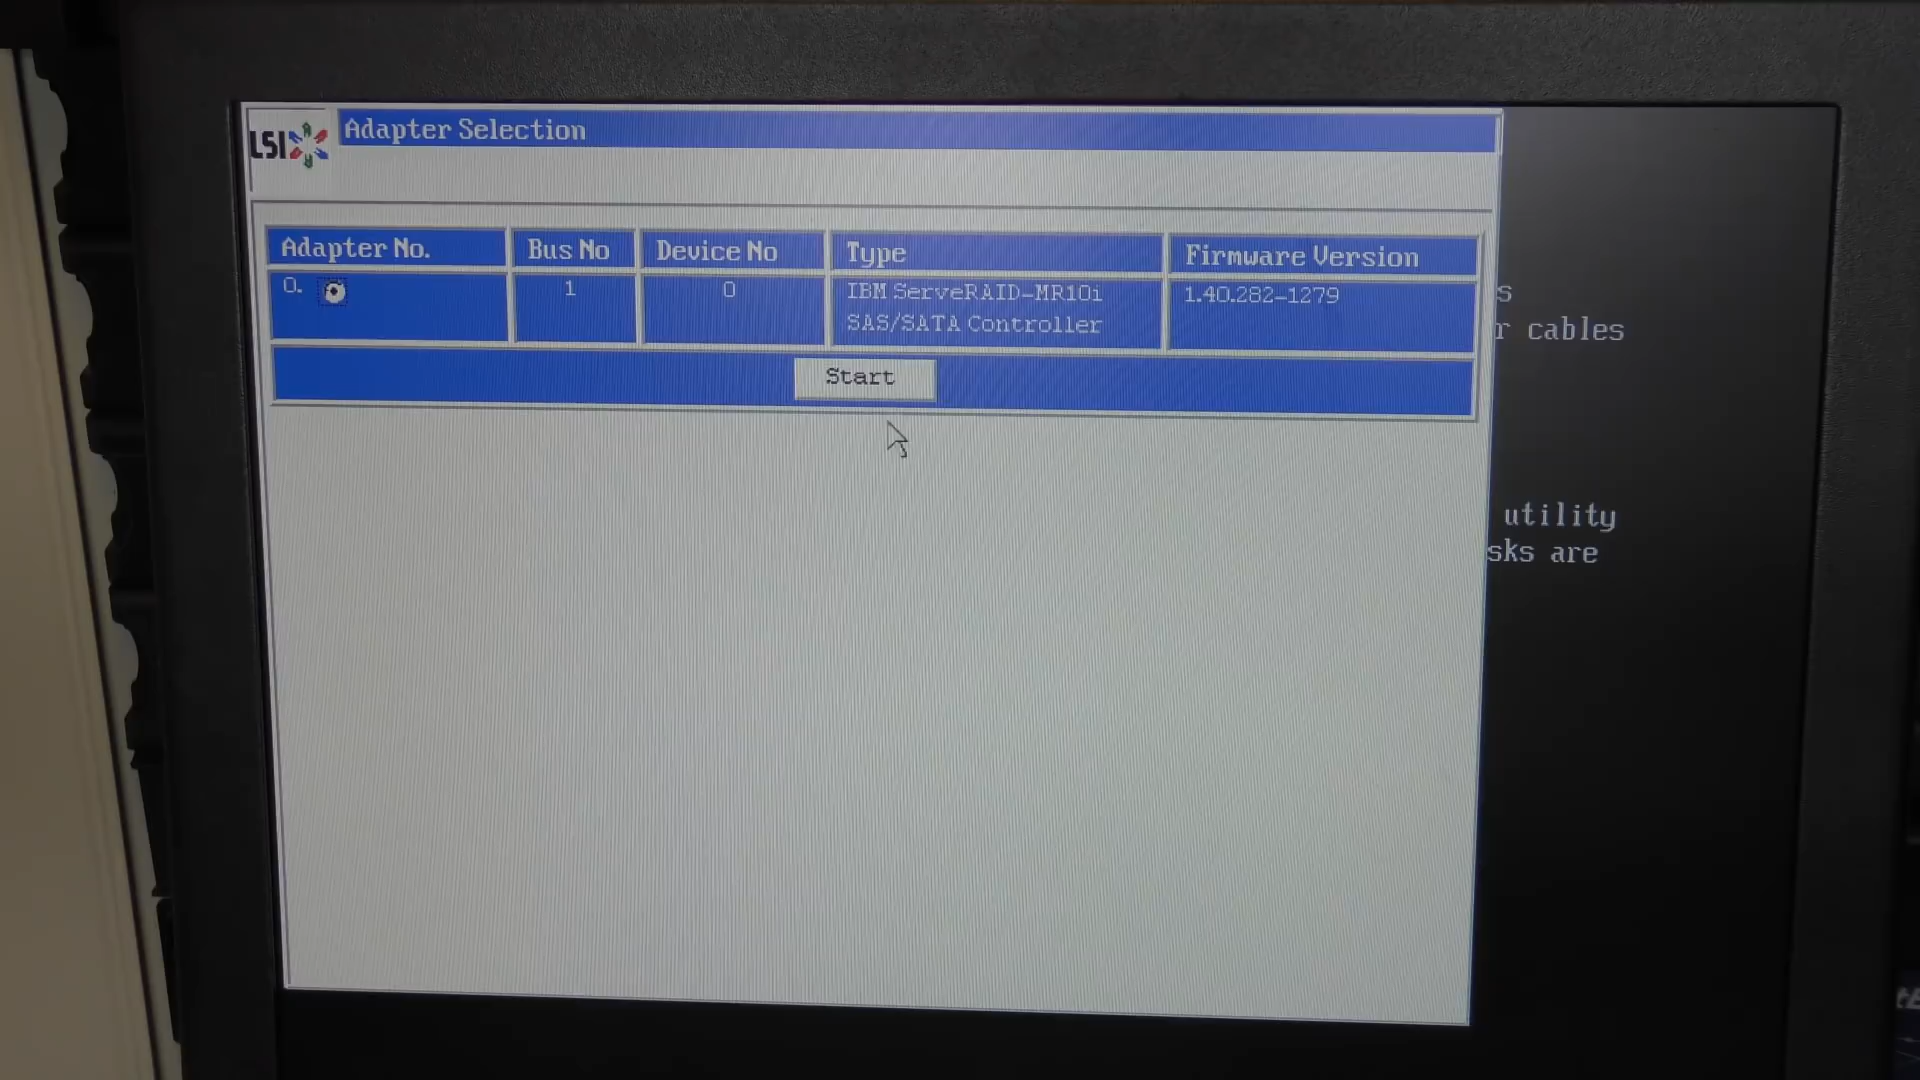 LSI
Adapter Selection
Adapter No. Bus No Device No Type Firmware Version
0. 1 0 IBM ServeRAID-MR10i 1.40.282-1279
SAS/SATA Controller
Start
s
r cables
utility
sks are